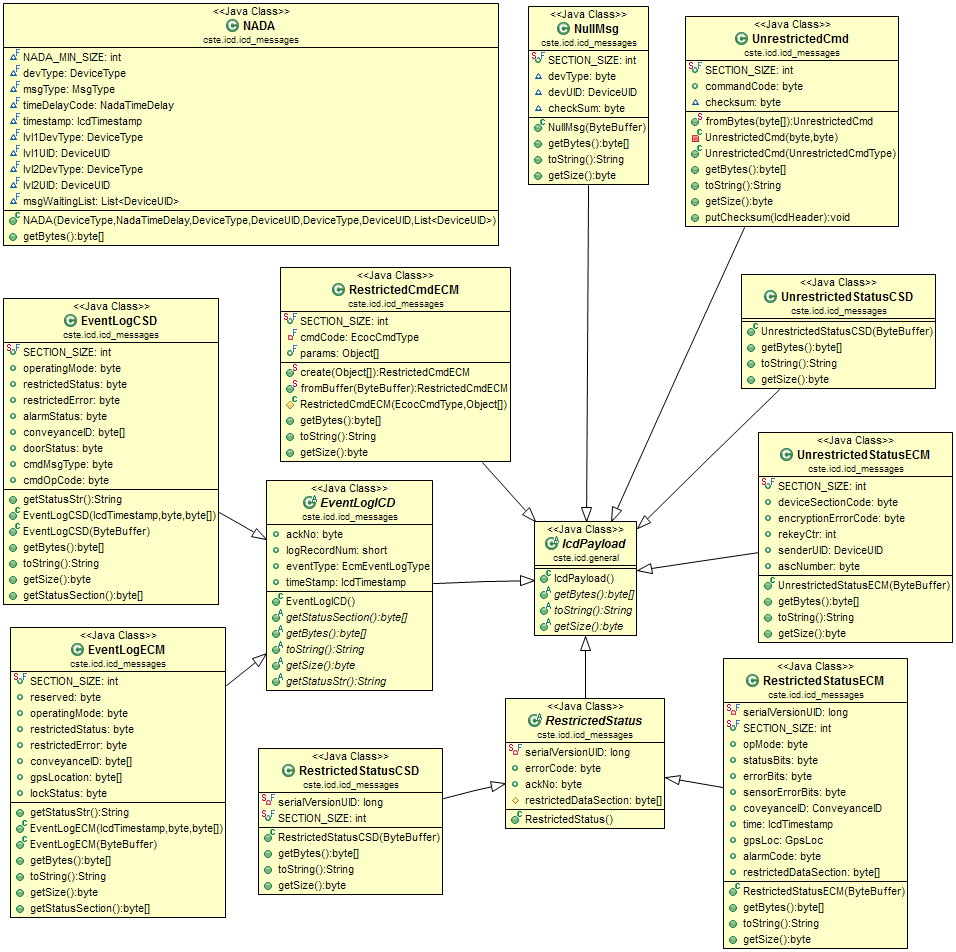 <<Java Class>>
NADA
cste.icd.icd_messages
NADA_MIN_SIZE: int
devType: DeviceType
msgType: MsgType
timeDelayCode: NadaTimeDelay
timestamp: IcdTimestamp
lvl1DevType: DeviceType
lvl1UID: DeviceUID
lvl2DevType: DeviceType
lvl2UID: DeviceUID
msgWaitingList: List<DeviceUID>
NADA(DeviceType,NadaTimeDelay,DeviceType,DeviceUID,DeviceType,DeviceUID,List<DeviceUID>)
getBytes():byte[]
<<Java Class>>
NullMsg
cste.icd.icd_messages
SECTION_SIZE: int
devType: byte
devUID: DeviceUID
checkSum: byte
NullMsg(ByteBuffer)
getBytes():byte[]
toString():String
getSize():byte
<<Java Class>>
UnrestrictedCmd
cste.icd.icd_messages
SECTION_SIZE: int
commandCode: byte
checksum: byte
fromBytes(byte[]):UnrestrictedCmd
UnrestrictedCmd(byte,byte)
UnrestrictedCmd(UnrestrictedCmdType)
getBytes():byte[]
toString():String
getSize():byte
putChecksum(IcdHeader):void
<<Java Class>>
RestrictedCmdECM
cste.icd.icd_messages
SECTION_SIZE: int
cmdCode: EcocCmdType
params: Object[]
create(Object[]):RestrictedCmdECM
fromBuffer(ByteBuffer):RestrictedCmdECM
RestrictedCmdECM(EcocCmdType,Object[])
getBytes():byte[]
toString():String
getSize():byte
<<Java Class>>
UnrestrictedStatusCSD
cste.icd.icd_messages
UnrestrictedStatusCSD(ByteBuffer)
getBytes():byte[]
toString():String
getSize():byte
<<Java Class>>
EventLogCSD
cste.icd.icd_messages
SECTION_SIZE: int
operatingMode: byte
restrictedStatus: byte
restrictedError: byte
alarmStatus: byte
conveyanceID: byte[]
doorStatus: byte
cmdMsgType: byte
cmdOpCode: byte
getStatusStr():String
EventLogCSD(IcdTimestamp,byte,byte[])
EventLogCSD(ByteBuffer)
getBytes():byte[]
toString():String
getSize():byte
getStatusSection():byte[]
<<Java Class>>
EventLogICD
cste.icd.icd_messages
ackNo: byte
logRecordNum: short
eventType: EcmEventLogType
timeStamp: IcdTimestamp
EventLogICD()
getStatusSection():byte[]
getBytes():byte[]
toString():String
getSize():byte
getStatusStr():String
<<Java Class>>
IcdPayload
cste.icd.general
IcdPayload()
getBytes():byte[]
toString():String
getSize():byte
<<Java Class>>
UnrestrictedStatusECM
cste.icd.icd_messages
SECTION_SIZE: int
deviceSectionCode: byte
encryptionErrorCode: byte
rekeyCtr: int
senderUID: DeviceUID
ascNumber: byte
UnrestrictedStatusECM(ByteBuffer)
getBytes():byte[]
toString():String
getSize():byte
<<Java Class>>
EventLogECM
cste.icd.icd_messages
SECTION_SIZE: int
reserved: byte
operatingMode: byte
restrictedStatus: byte
restrictedError: byte
conveyanceID: byte[]
gpsLocation: byte[]
lockStatus: byte
getStatusStr():String
EventLogECM(IcdTimestamp,byte,byte[])
EventLogECM(ByteBuffer)
getBytes():byte[]
toString():String
getSize():byte
getStatusSection():byte[]
<<Java Class>>
RestrictedStatusCSD
cste.icd.icd_messages
serialVersionUID: long
SECTION_SIZE: int
RestrictedStatusCSD(ByteBuffer)
getBytes():byte[]
toString():String
getSize():byte
<<Java Class>>
RestrictedStatus
cste.icd.icd_messages
serialVersionUID: long
errorCode: byte
ackNo: byte
restrictedDataSection: byte[]
RestrictedStatus()
<<Java Class>>
RestrictedStatusECM
cste.icd.icd_messages
serialVersionUID: long
SECTION_SIZE: int
opMode: byte
statusBits: byte
errorBits: byte
sensorErrorBits: byte
coveyanceID: ConveyanceID
time: IcdTimestamp
gpsLoc: GpsLoc
alarmCode: byte
restrictedDataSection: byte[]
RestrictedStatusECM(ByteBuffer)
getBytes():byte[]
toString():String
getSize():byte